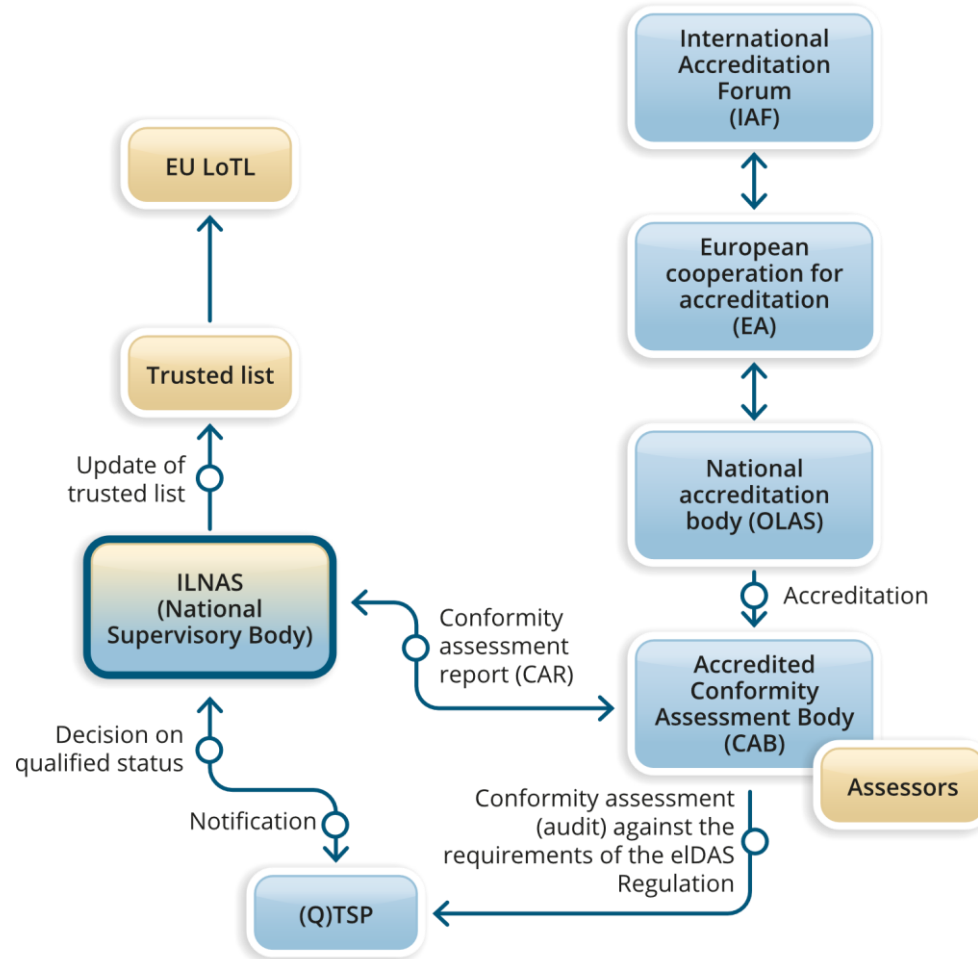 International
Accreditation
Forum
(IAF)
EU LoTL
European
cooperation for
accreditation
(EA)
Trusted list
Update of
trusted list
National
accreditation
body (OLAS)
ILNAS
(National
Supervisory Body)
Accreditation
Conformity
assessment
report (CAR)
Accredited
Conformity
Assessment Body
(CAB)
Assessors
Decision on
qualified status
Notification
Conformity assessment
(audit) against the
requirements of the elDAS
Regulation
(Q)TSP